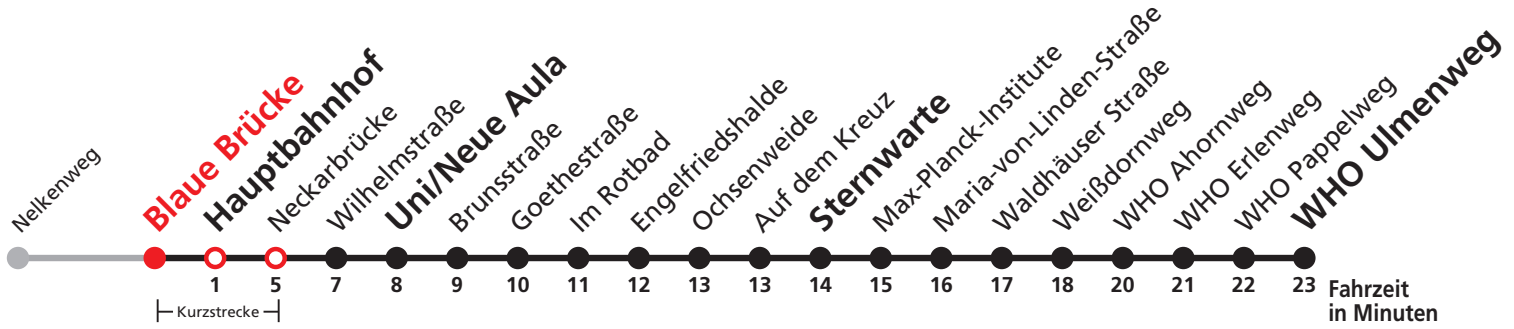 Nelkenweg
Blaue Brücke
Hauptbahnhof
Neckarbrücke
Wilhelmstraße
Uni/Neue Aula
Brunsstraße
Goethestraße
Im Rotbad
Engelfriedshalde
Ochsenweide
Auf dem Kreuz
Sternwarte
Max-Planck-Institute
Maria-von-Linden-Straße
Waldhäuser Straße
Weißdornweg
WHO Ahornweg
WHO Erlenweg
WHO Pappelweg
WHO Ulmenweg
1 5 7 8 9 10 11 12 13 13 14 15 16 17 18 20 21 22 23
Fahrzeit
in Minuten
Kurzstrecke